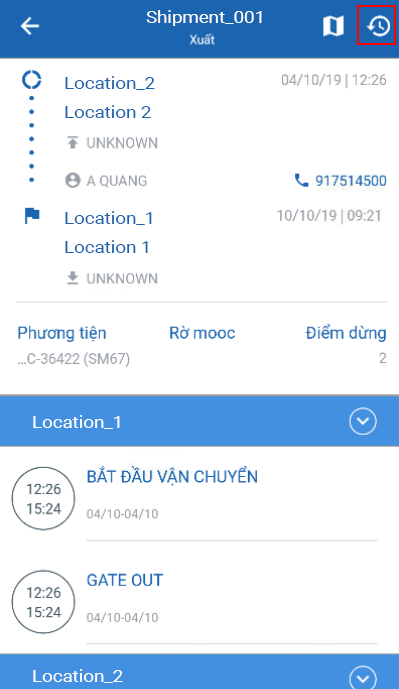 Shipment_001
Xuất
Location_2
04/10/19 | 12:26
Location 2
UNKNOWN
A QUANG
917514500
Location_1
10/10/19 | 09:21
Location 1
UNKNOWN
Phương tiện Rờ mooc Điểm dừng
...C-36422 (SM67) 2
Location_1
12:26
15:24
BẮT ĐẦU VẬN CHUYỂN
04/10-04/10
12:26
15:24
GATE OUT
04/10-04/10
Location_2